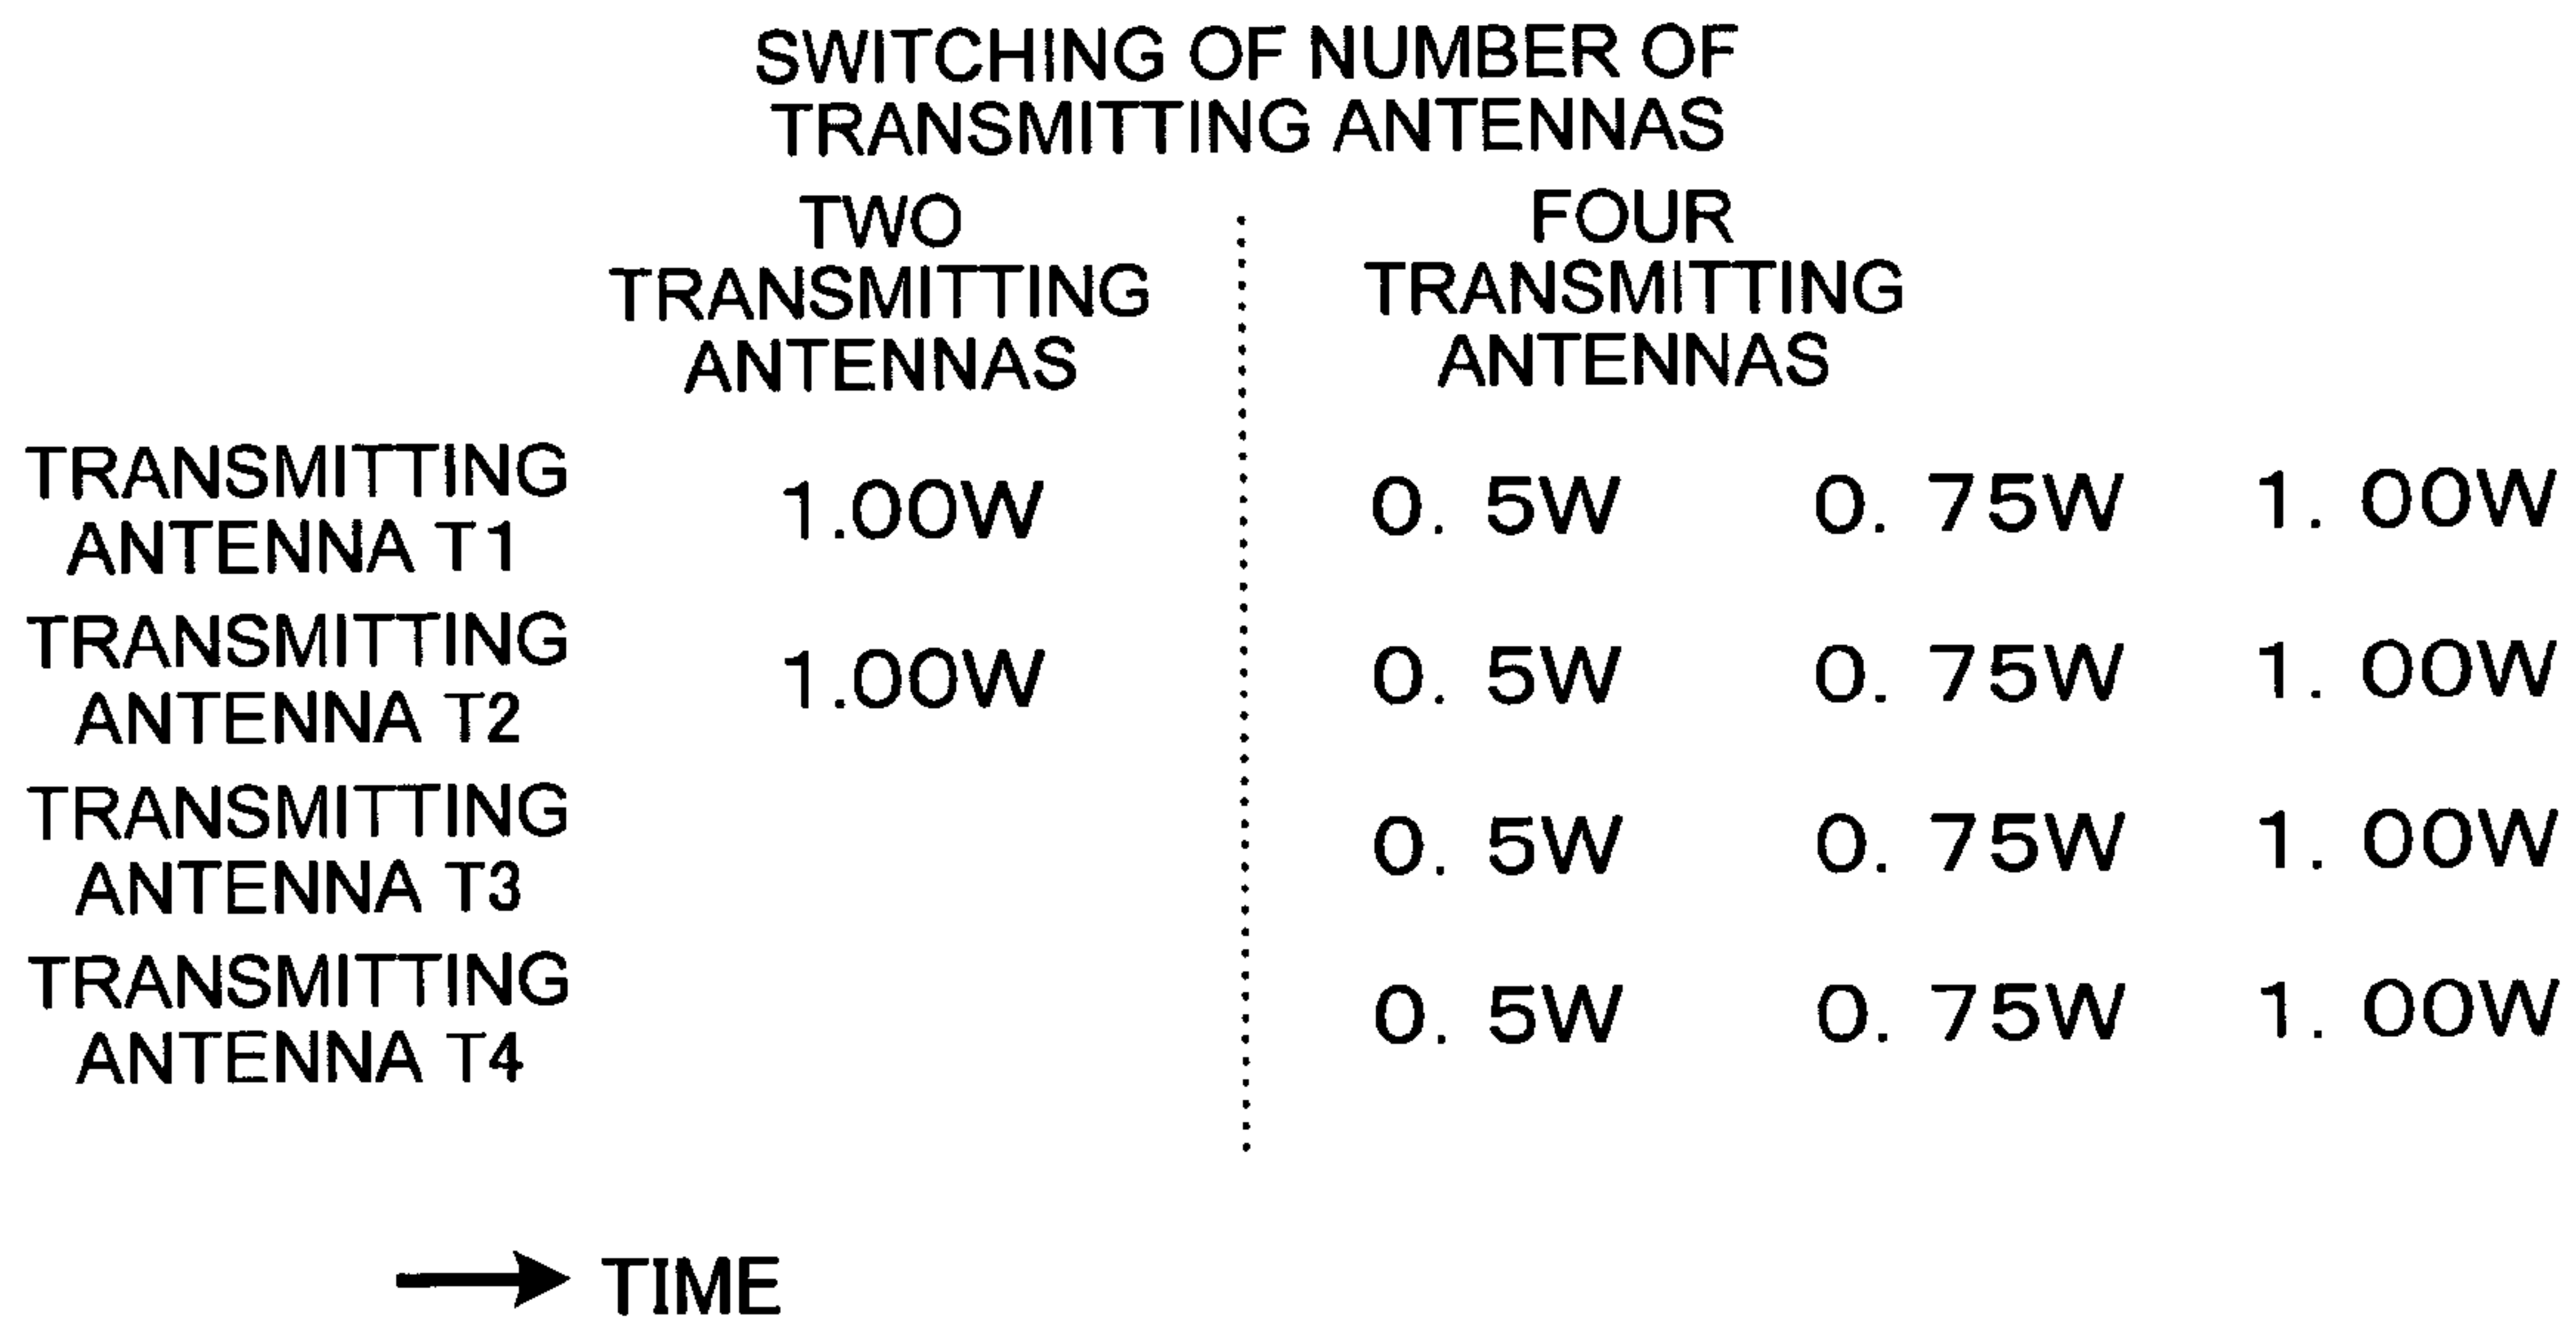 SWITCHING OF NUMBER OF
TRANSMITTING ANTENNAS
TWO
TRANSMITTING
ANTENNAS
FOUR
TRANSMITTING
ANTENNAS
TRANSMITTING
ANTENNA T1
1.00W
0. 5W
0. 75W
1. 00W
TRANSMITTING
ANTENNA T2
1.00W
0. 5W
0. 75W
1. 00W
TRANSMITTING
ANTENNA T3
0. 5W
0. 75W
1. 00W
TRANSMITTING
ANTENNA T4
0. 5W
0. 75W
1. 00W
TIME